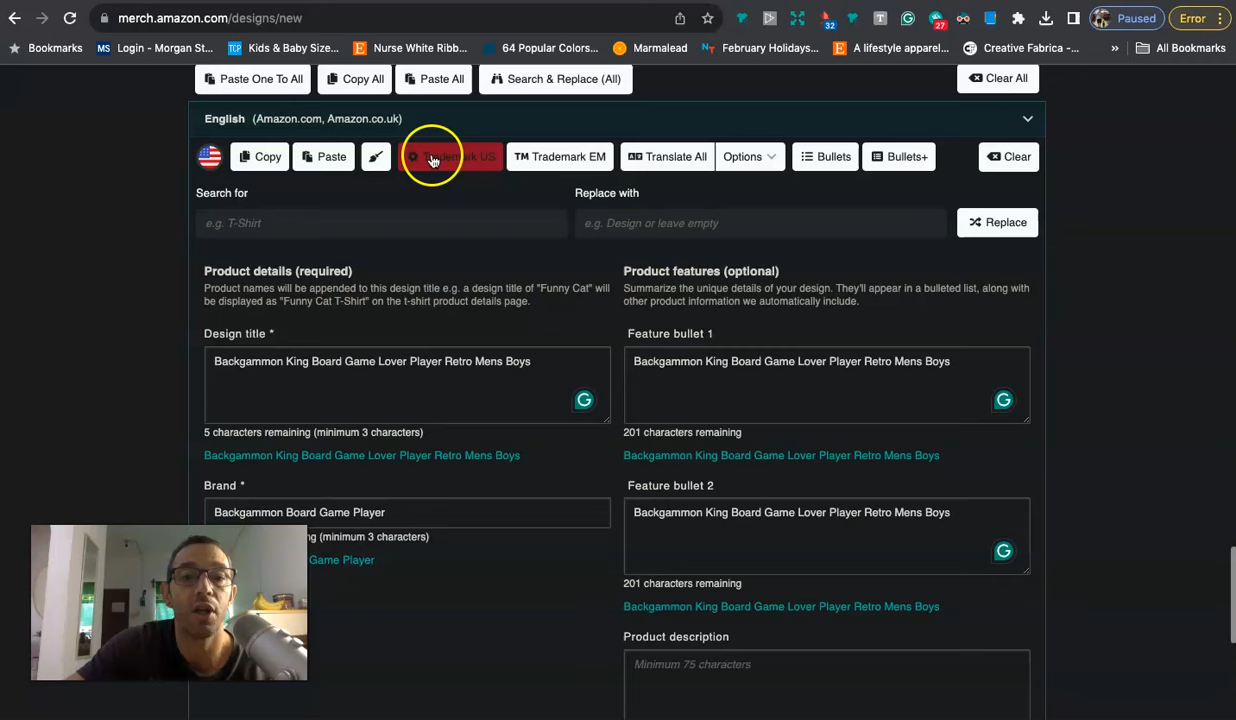 merch.amazon.com/designs/new
32
27
Paused
Error
Bookmarks
Login - Morgan St...
Kids & Baby Size...
Nurse White Ribb...
64 Popular Colors...
Marmalead
February Holidays...
A lifestyle apparel...
Creative Fabrica -...
»
All Bookmarks
Paste One To All
Copy All
Paste All
Search & Replace (All)
Clear All
English (Amazon.com, Amazon.co.uk)
Copy
Paste
Trademark US
TM Trademark EM
Translate All
Options
Bullets
Bullets+
Clear
Search for
Replace with
e.g. T-Shirt
e.g. Design or leave empty
Replace
Product details (required)
Product names will be appended to this design title e.g. a design title of "Funny Cat" will
be displayed as "Funny Cat T-Shirt" on the t-shirt product details page.
Product features (optional)
Summarize the unique details of your design. They'll appear in a bulleted list, along with
other product information we automatically include.
Design title *
Backgammon King Board Game Lover Player Retro Mens Boys
5 characters remaining (minimum 3 characters)
Backgammon King Board Game Lover Player Retro Mens Boys
Feature bullet 1
Backgammon King Board Game Lover Player Retro Mens Boys
201 characters remaining
Backgammon King Board Game Lover Player Retro Mens Boys
Brand *
Backgammon Board Game Player
(minimum 3 characters)
Game Player
Feature bullet 2
Backgammon King Board Game Lover Player Retro Mens Boys
201 characters remaining
Backgammon King Board Game Lover Player Retro Mens Boys
Product description
Minimum 75 characters